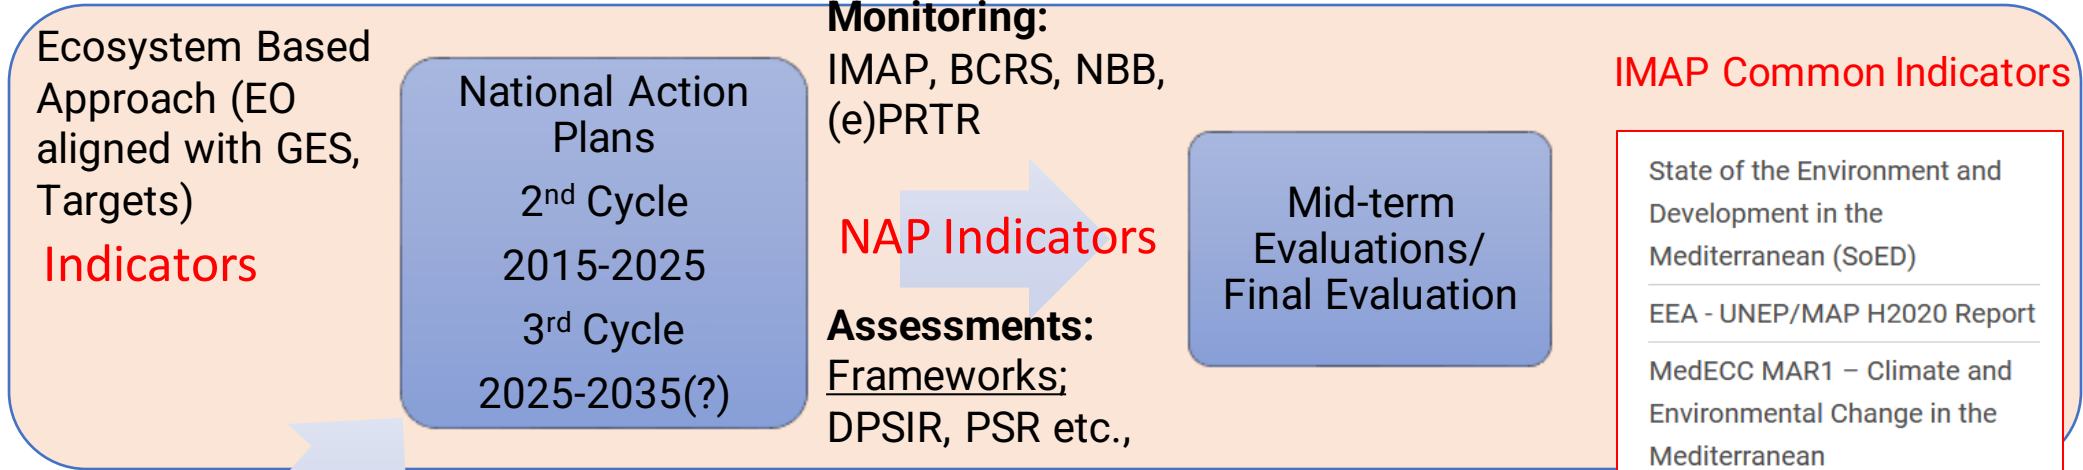 Ecosystem Based
Approach (EO
aligned with GES,
Targets)
Indicators
National Action
Plans
2nd Cycle
2015-2025
3rd Cycle
2025-2035(?)
Monitoring:
IMAP, BCRS, NBB,
(e)PRTR
NAP Indicators
Assessments:
Frameworks;
DPSIR, PSR etc.,
Mid-term
Evaluations/
Final Evaluation
IMAP Common Indicators
State of the Environment and
Development in the
Mediterranean (SoED)
EEA - UNEP/MAP H2020 Report
MedECC MAR1 – Climate and
Environmental Change in the
Mediterranean